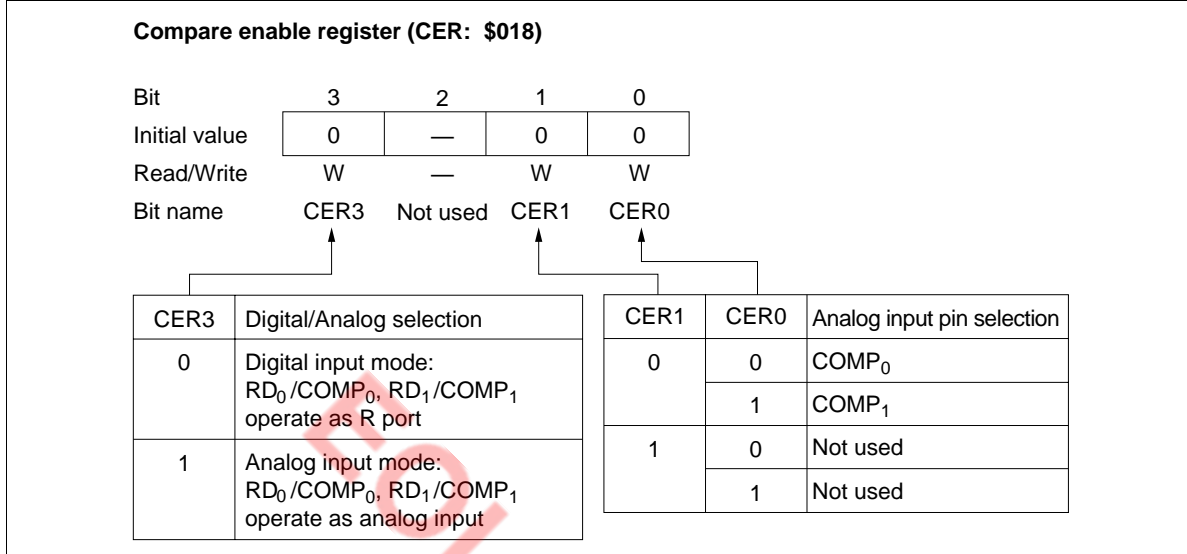 Compare enable register (CER: $018)
Bit 3 2 1 0
Initial value 0 — 0 0
Read/Write W — W W
Bit name CER3 Not used CER1 CER0
CER3 Digital/Analog selection
0 Digital input mode:
RD₀/COMP₀, RD₁/COMP₁
operate as R port
1 Analog input mode:
RD₀/COMP₀, RD₁/COMP₁
operate as analog input
CER1 CER0 Analog input pin selection
0 0 COMP₀
1 COMP₁
1 0 Not used
1 Not used